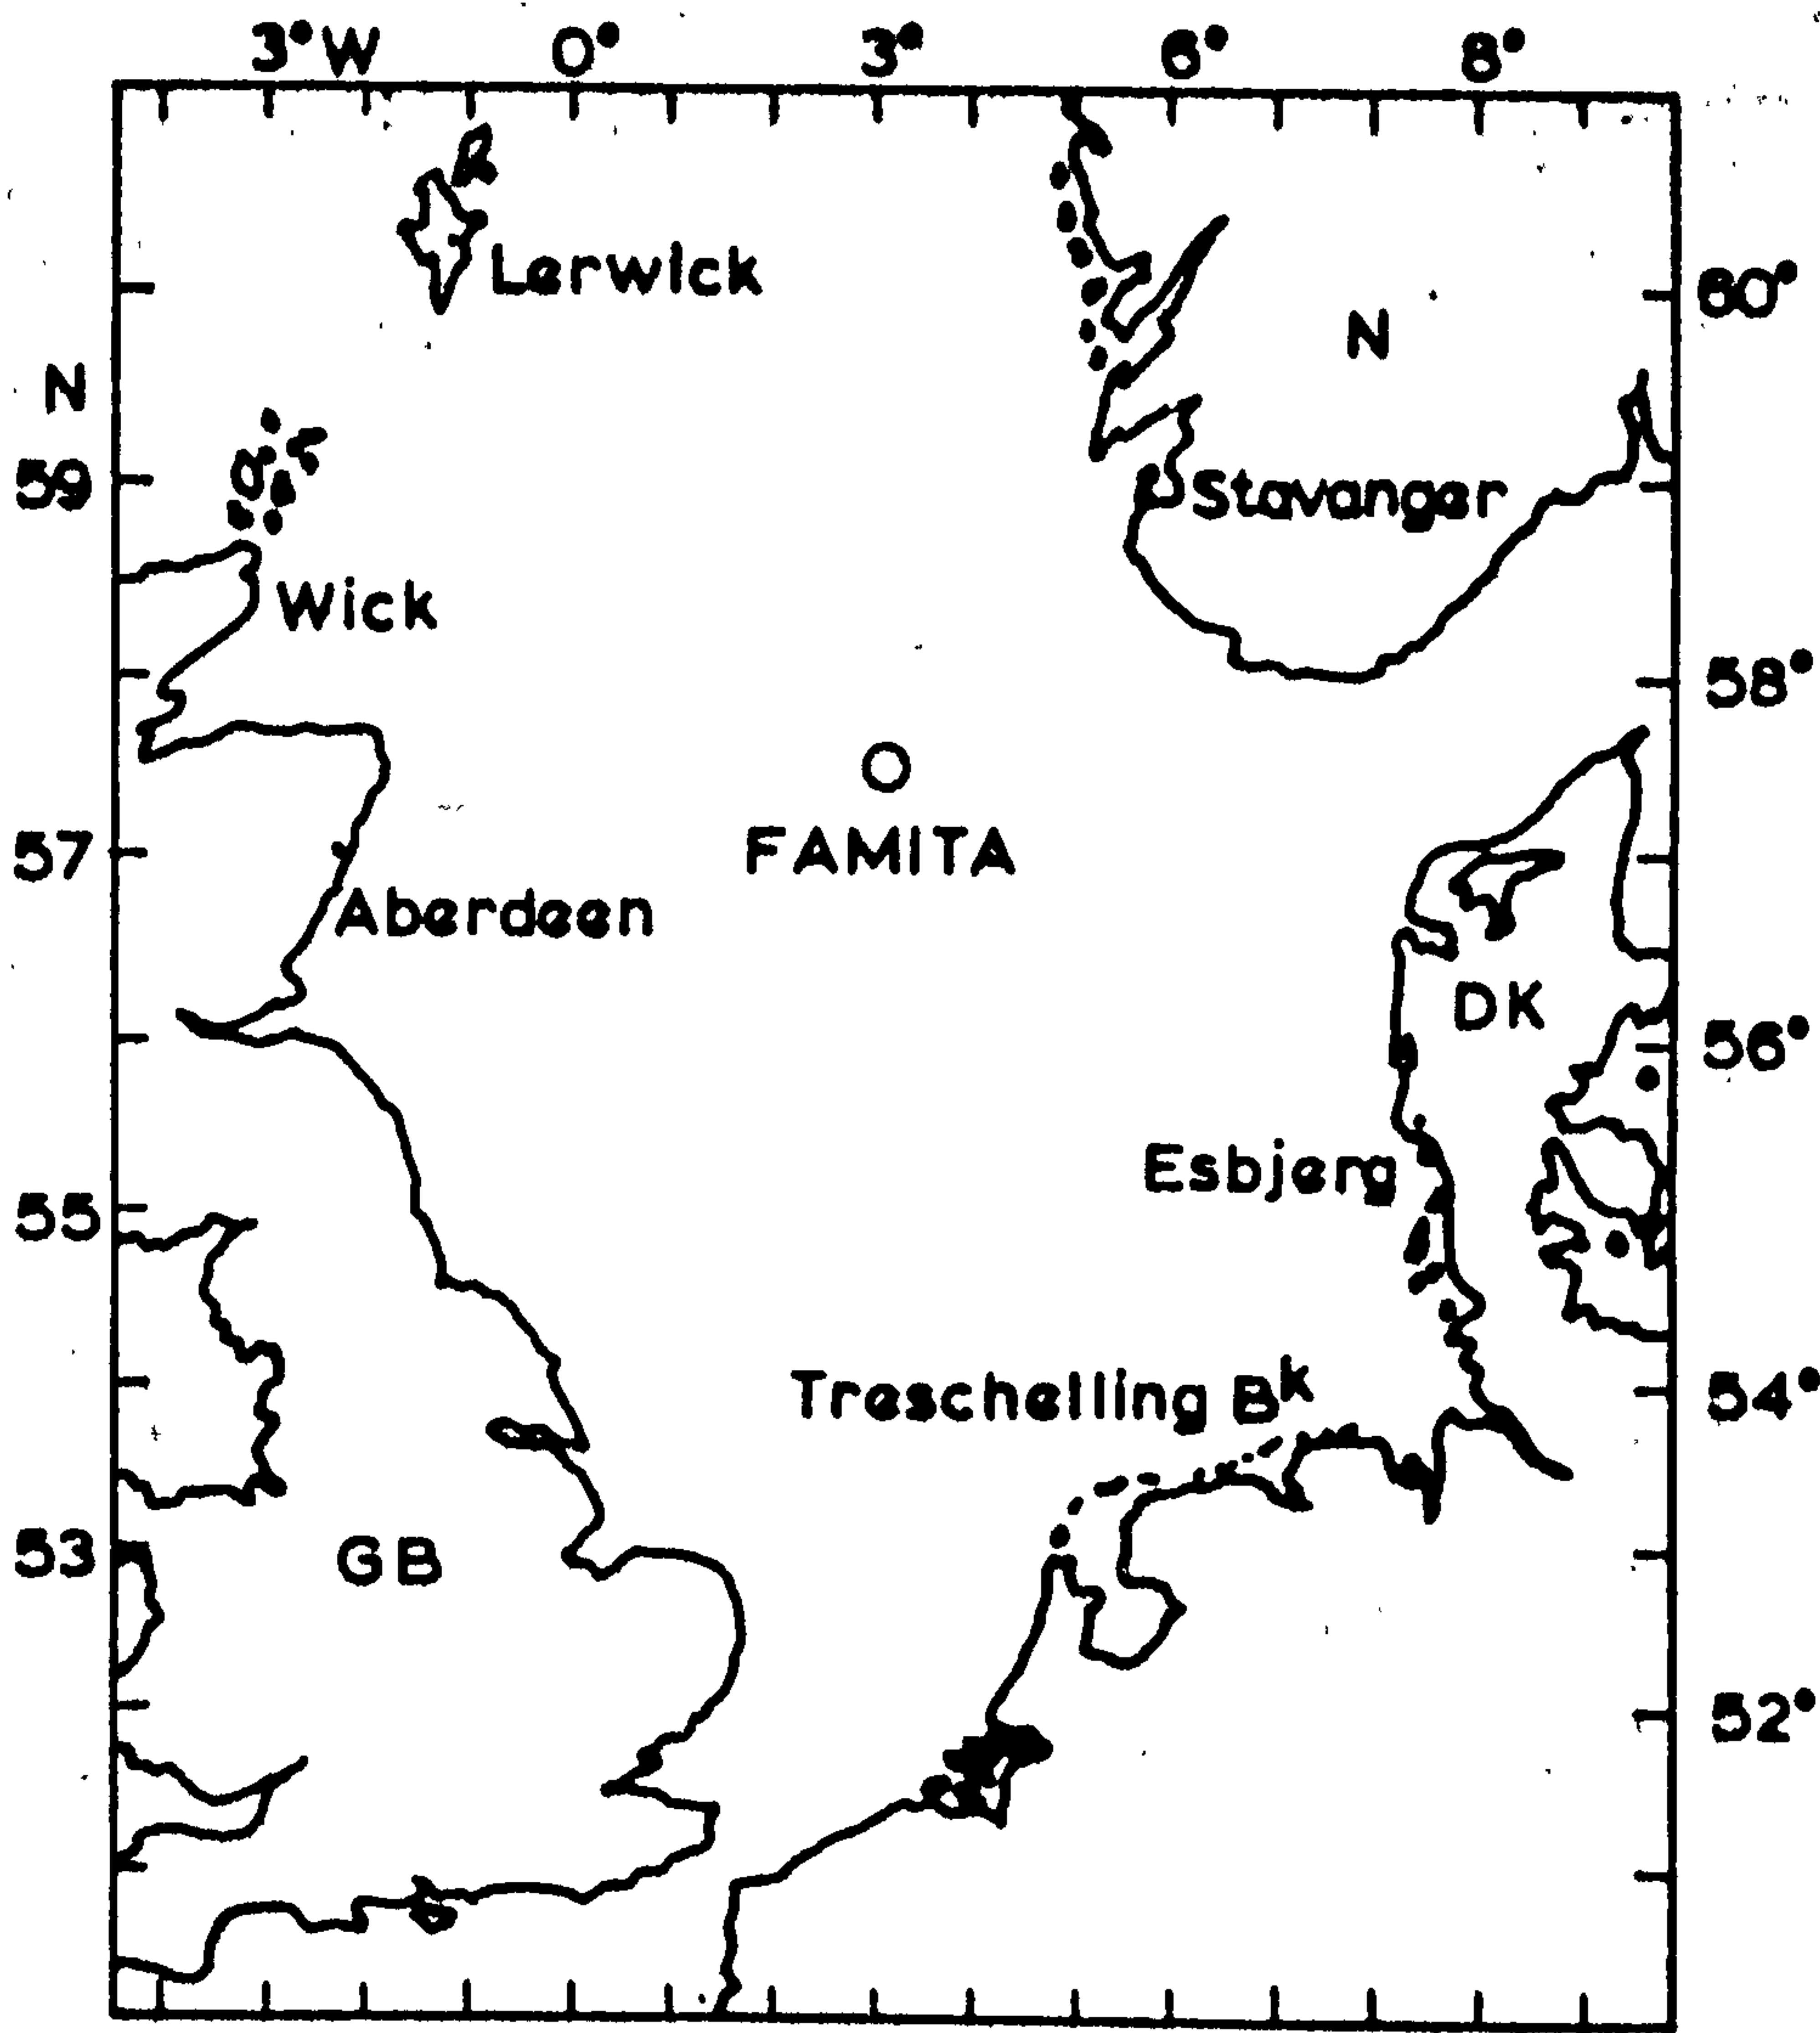 3°W 0° 3° 6° 8°
Lerwick
60°
N
N
59
Stavanger
Wick
58°
FAMITA
57
Aberdeen
DK
56°
Esbjerg
55
Treschelling Bk
54°
53
GB
52°